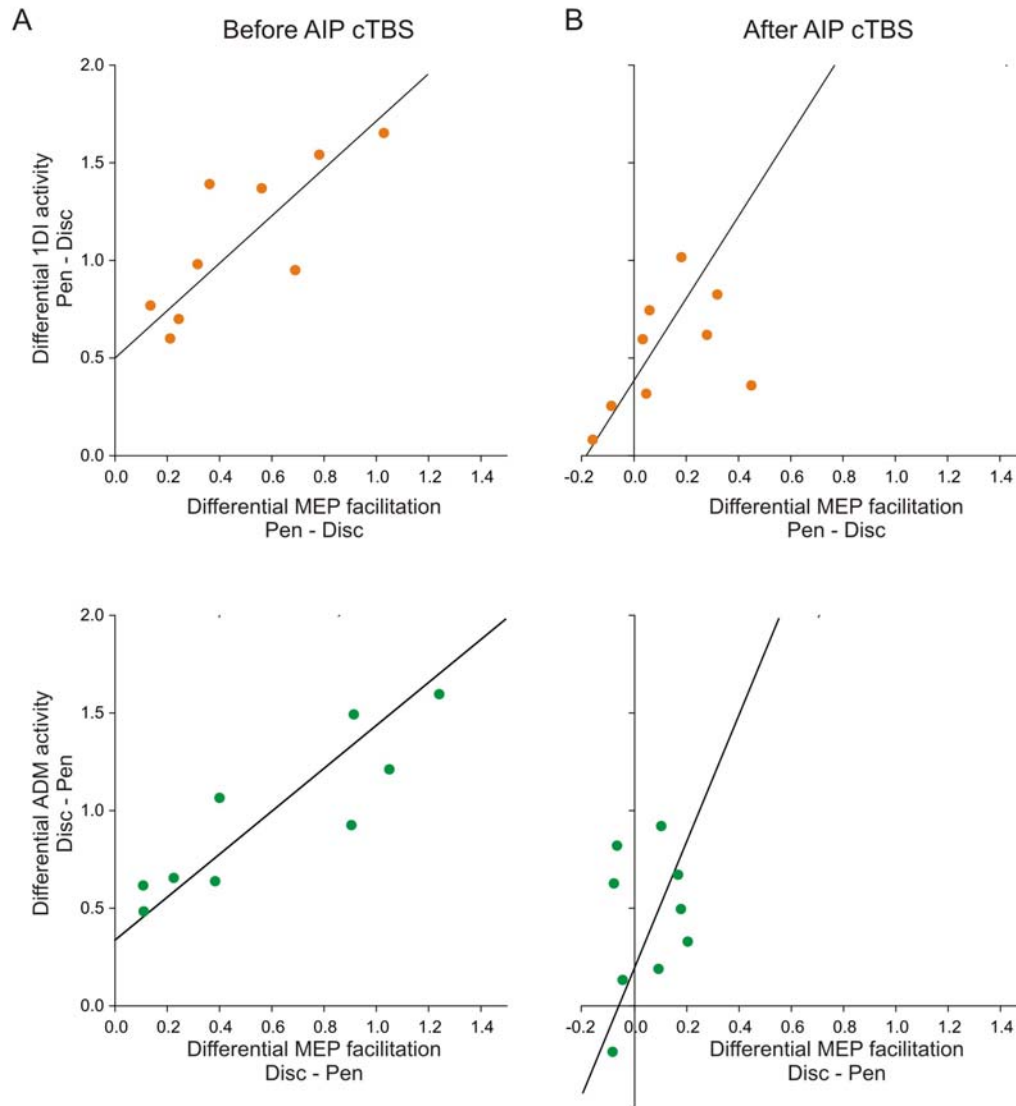 A
Before AIP cTBS
B
After AIP cTBS
Differential 1DI activity
Pen - Disc
2.0
1.5
1.0
0.5
0.0
0.0 0.2 0.4 0.6 0.8 1.0 1.2 1.4
Differential MEP facilitation
Pen - Disc
-0.2 0.0 0.2 0.4 0.6 0.8 1.0 1.2 1.4
Differential MEP facilitation
Pen - Disc
Differential ADM activity
Disc - Pen
2.0
1.5
1.0
0.5
0.0
0.0 0.2 0.4 0.6 0.8 1.0 1.2 1.4
Differential MEP facilitation
Disc - Pen
-0.2 0.0 0.2 0.4 0.6 0.8 1.0 1.2 1.4
Differential MEP facilitation
Disc - Pen